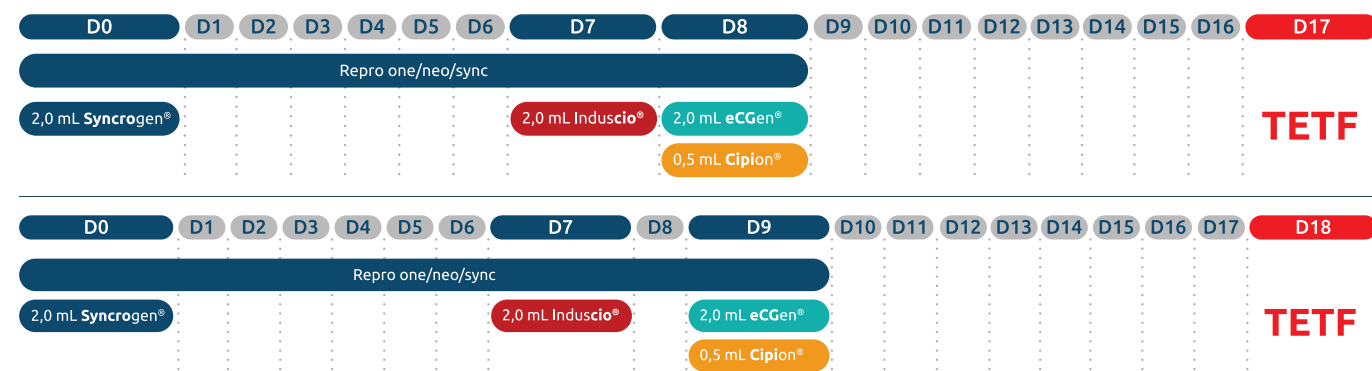 D0 D1 D2 D3 D4 D5 D6 D7 D8 D9 D10 D11 D12 D13 D14 D15 D16 D17
Repro one/neo/sync
2,0 mL Syncrogen® 2,0 mL Induscio® 2,0 mL eCGen®
TETF
0,5 mL Cipion®
D0 D1 D2 D3 D4 D5 D6 D7 D8 D9 D10 D11 D12 D13 D14 D15 D16 D17 D18
Repro one/neo/sync
2,0 mL Syncrogen® 2,0 mL Induscio® 2,0 mL eCGen®
TETF
0,5 mL Cipion®